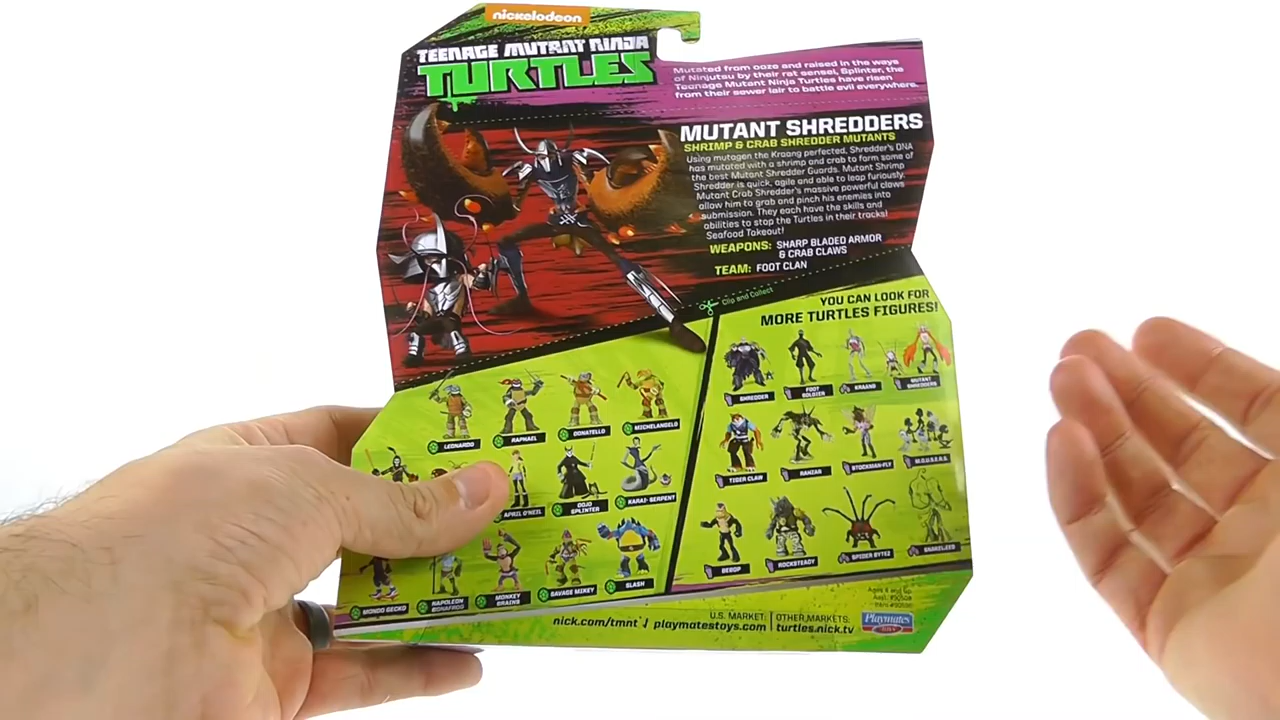 nickelodeon
TEENAGE MUTANT NINJA
TURTLES
Mutated from ooze and raised in the ways
of Ninjutsu by their rat sensei, Splinter, the
Teenage Mutant Ninja Turtles have risen
from their sewer lair to battle evil everywhere.
MUTANT SHREDDERS
SHRIMP & CRAB SHREDDER MUTANTS
Using mutagen the Kraang perfected, Shredder's DNA
has mutated with a shrimp and crab to form some of
the best Mutant Shredder Guards. Mutant Shrimp
Shredder is quick, agile and able to leap furiously.
Mutant Crab Shredder's massive powerful claws
allow him to grab and pinch his enemies into
submission. They each have the skills and
abilities to stop the Turtles in their tracks!
Seafood Takeout!
WEAPONS: SHARP BLADED ARMOR
& CRAB CLAWS
TEAM: FOOT CLAN
Clip and Collect
YOU CAN LOOK FOR
MORE TURTLES FIGURES!
LEONARDO
RAPHAEL
DONATELLO
MICHELANGELO
APRIL O'NEIL
DOJO
SPLINTER
KARAI- SERPENT
MONDO GECKO
NAPOLEON
BONAFROG
MONKEY
BRAINS
SAVAGE MIKEY
SLASH
SHREDDER
FOOT
SOLDIER
KRAANG
MUTANT
SHREDDERS
TIGER CLAW
RAHZAR
STOCKMAN-FLY
M.O.U.S.E.R.S.
BEBOP
ROCKSTEADY
SPIDER BYTEZ
SNAKEWEED
Ages 4 and up.
nick.com/tmnt
U.S. MARKET:
playmatestoys.com
OTHER MARKETS:
turtles.nick.tv
Playmates